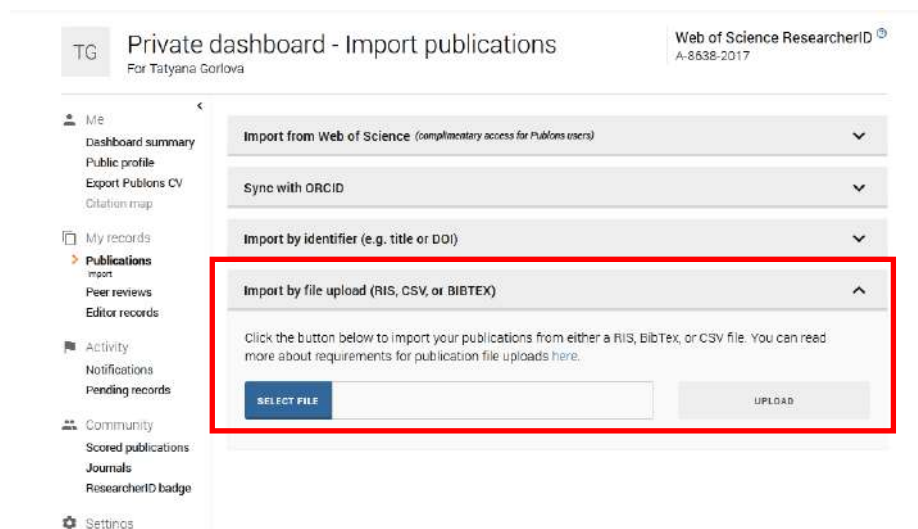 TG
Private dashboard - Import publications
For Tatyana Gorlova
Web of Science ResearcherID ?
A-8638-2017
Me
Dashboard summary
Public profile
Export Publons CV
Citation map
My records
Publications
Import
Peer reviews
Editor records
Activity
Notifications
Pending records
Community
Scored publications
Journals
ResearcherID badge
Settings
Import from Web of Science (complimentary access for Publons users)
Sync with ORCID
Import by identifier (e.g. title or DOI)
Import by file upload (RIS, CSV, or BIBTEX)
Click the button below to import your publications from either a RIS, BibTex, or CSV file. You can read
more about requirements for publication file uploads here.
SELECT FILE
UPLOAD